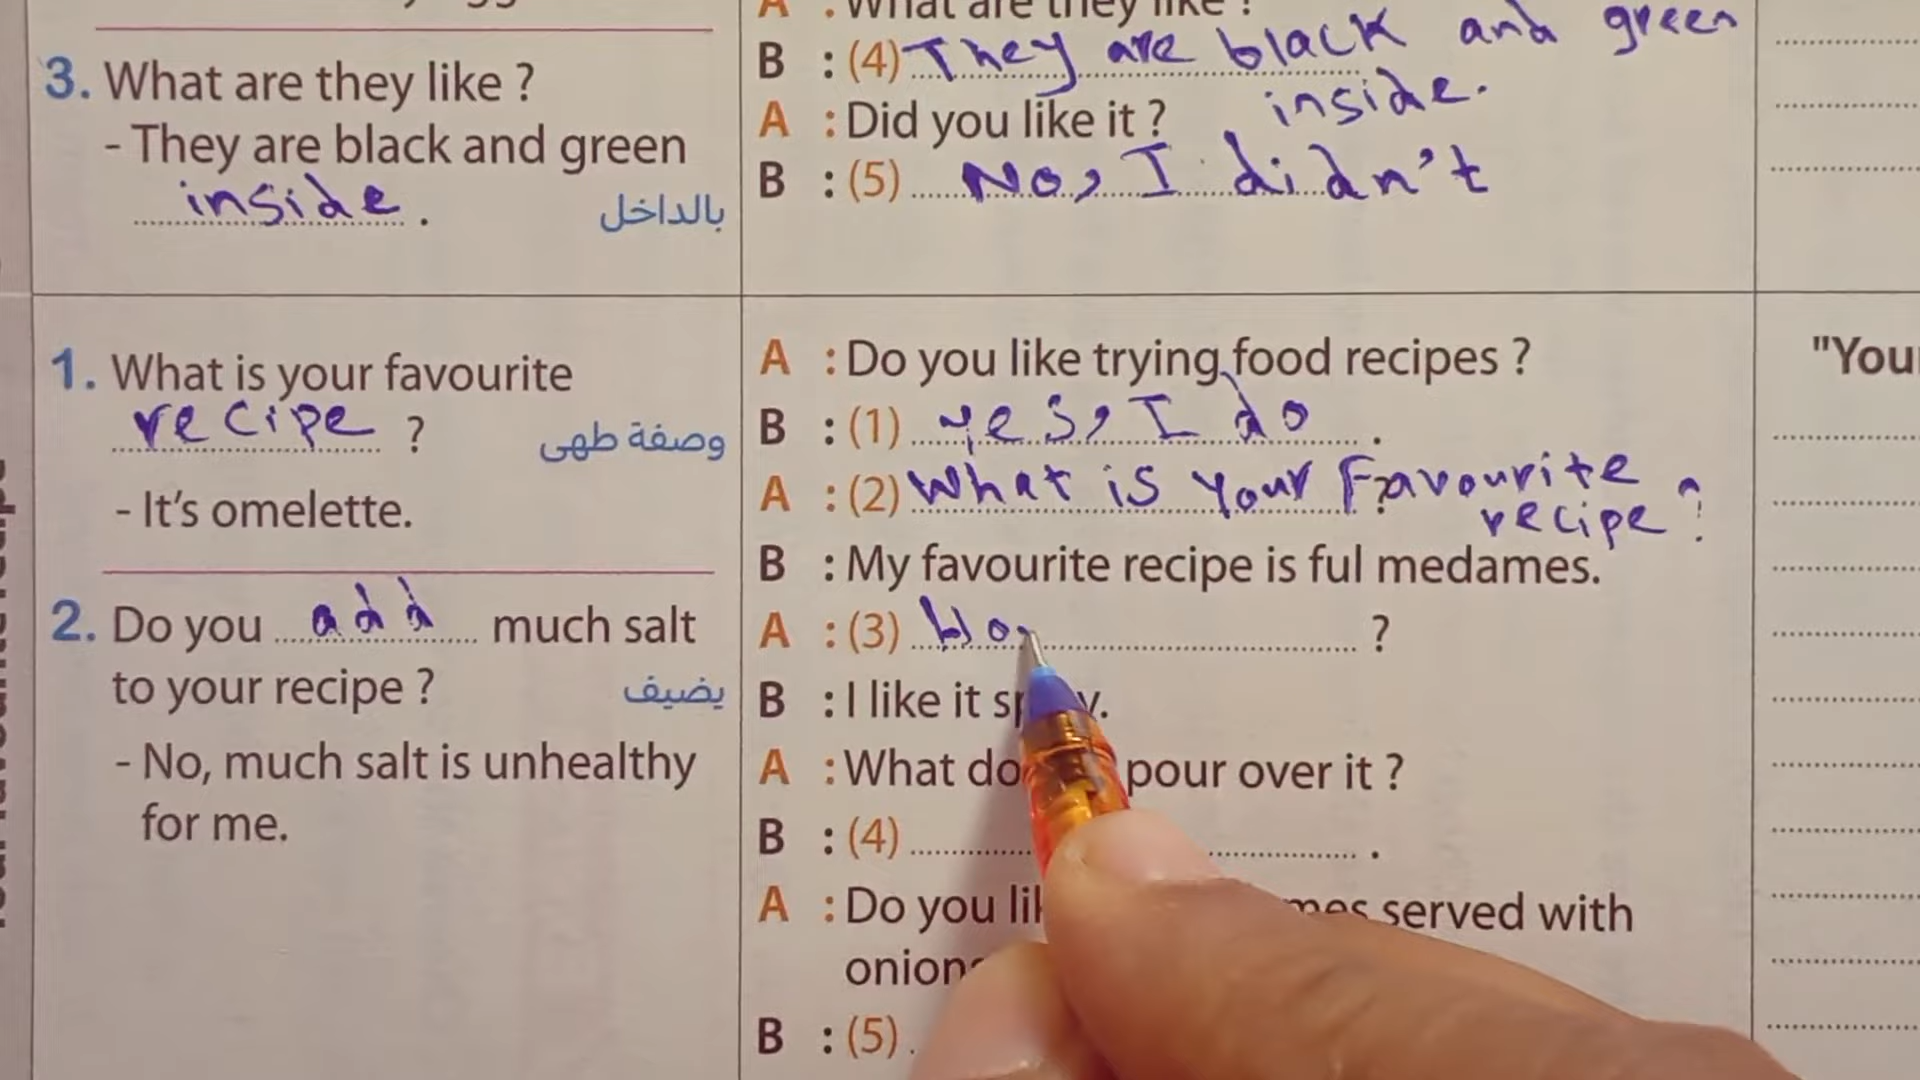 A : What are they like ?
3. What are they like ?
- They are black and green
inside .
بالداخل
B : (4) They are black and green
inside.
A : Did you like it ?
B : (5) No, I didn't
1. What is your favourite
recipe ?
وصفة طهى
- It's omelette.
2. Do you add much salt
to your recipe ?
يضيف
- No, much salt is unhealthy
for me.
A : Do you like trying food recipes ?
B : (1) yes, I do .
A : (2) What is your Favourite ?
recipe ?
B : My favourite recipe is ful medames.
A : (3) Ho ?
B : I like it
A : What do pour over it ?
B : (4) .
A : Do you served with
B : (5)
"You